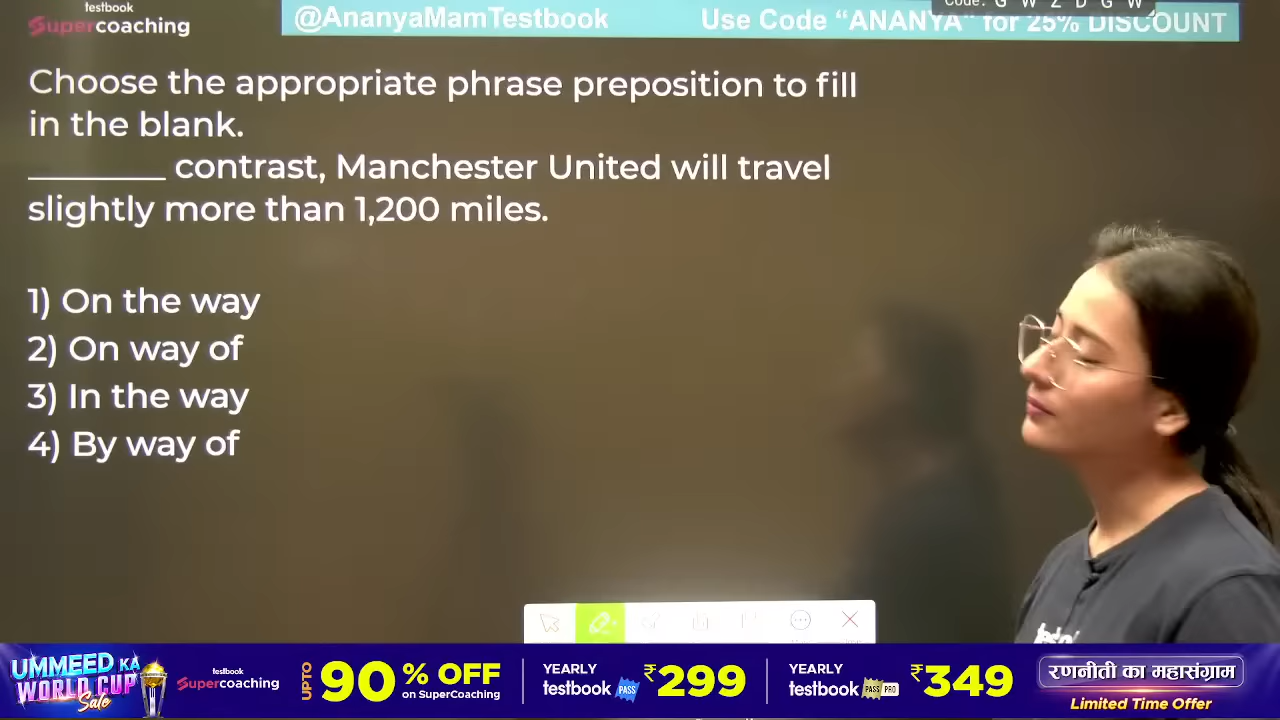 testbook
Supercoaching
@AnanyaMamTestbook
Use Code “ANANYA” for 25% DISCOUNT
Code: G W Z D G W
Choose the appropriate phrase preposition to fill
in the blank.
________ contrast, Manchester United will travel
slightly more than 1,200 miles.
1) On the way
2) On way of
3) In the way
4) By way of
UMMEED KA
WORLD CUP
Sale
testbook
Supercoaching
UPTO
90% OFF
on SuperCoaching
YEARLY
testbook PASS
₹299
YEARLY
testbook PASS PRO
₹349
रणनीती का महासंग्राम
Limited Time Offer